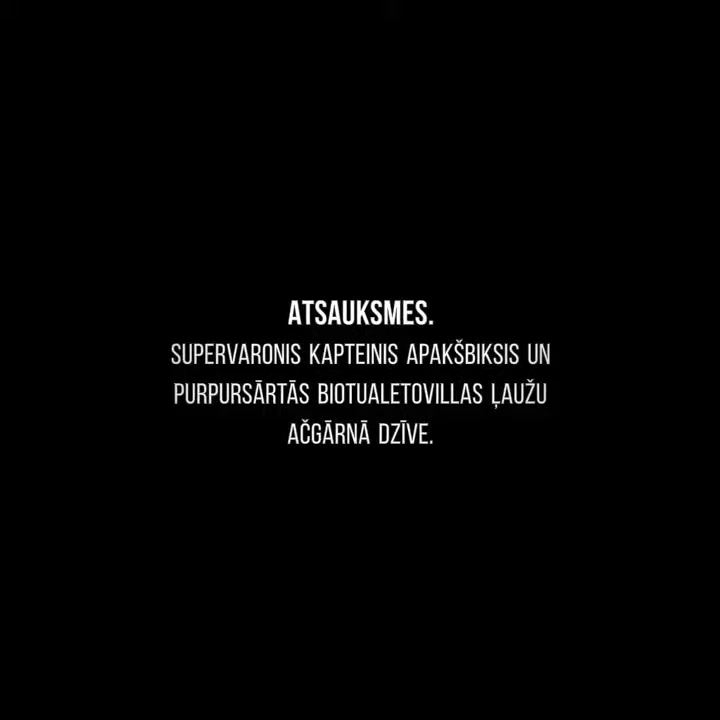 ATSAUKSMES.
SUPERVARONIS KAPTEINIS APAKŠBIKSIS UN
PURPURSĀRTĀS BIOTUALETOVILLAS ĻAUŽU
AČGĀRNĀ DZĪVE.